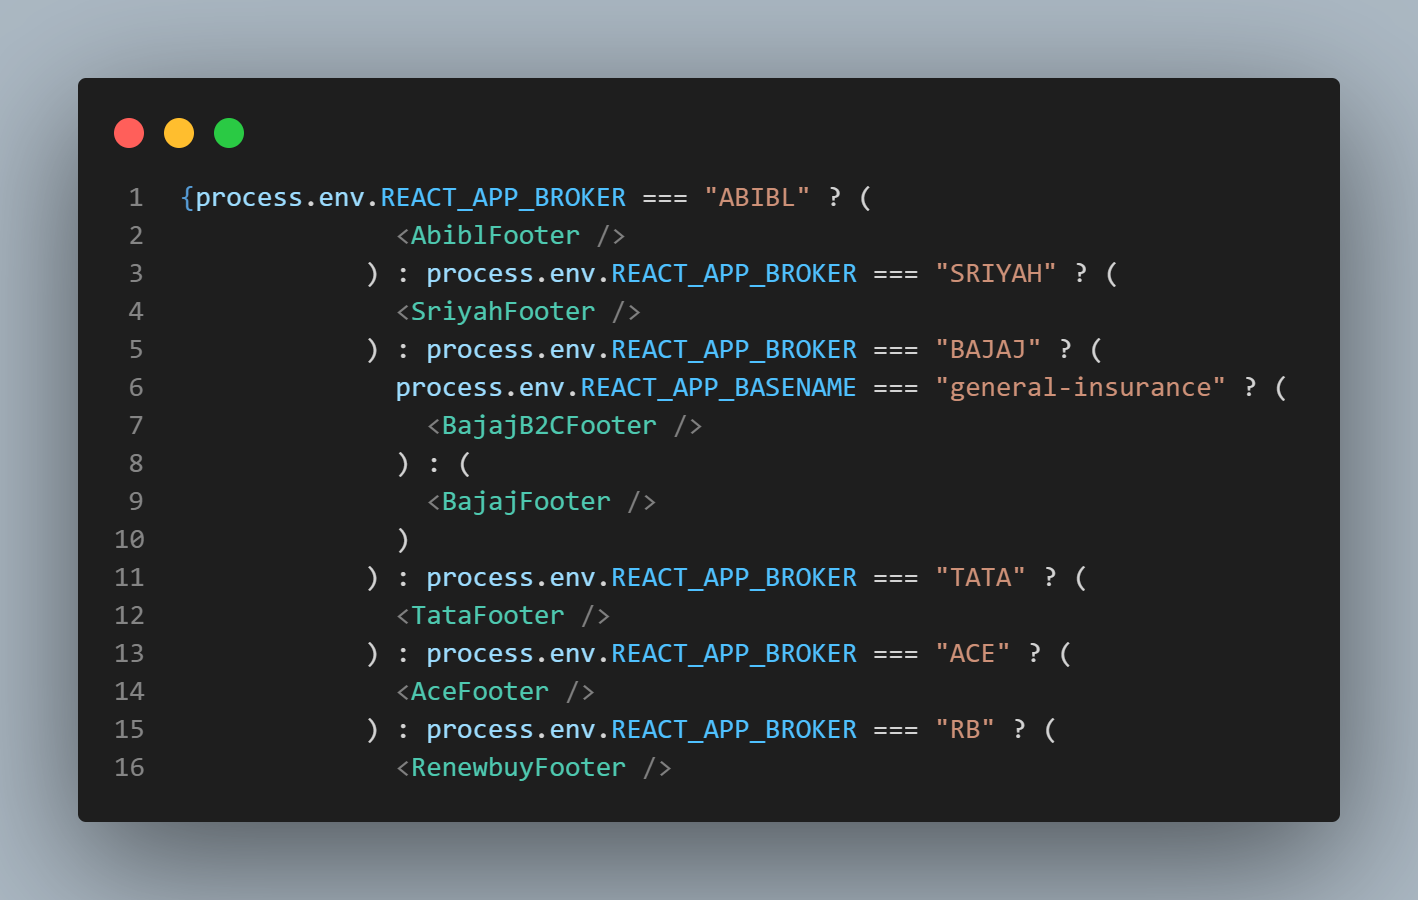 1 {process.env.REACT_APP_BROKER === "ABIBL" ? (
2 <AbiblFooter />
3 ) : process.env.REACT_APP_BROKER === "SRIYAH" ? (
4 <SriyahFooter />
5 ) : process.env.REACT_APP_BROKER === "BAJAJ" ? (
6 process.env.REACT_APP_BASENAME === "general-insurance" ? (
7 <BajajB2CFooter />
8 ) : (
9 <BajajFooter />
10 )
11 ) : process.env.REACT_APP_BROKER === "TATA" ? (
12 <TataFooter />
13 ) : process.env.REACT_APP_BROKER === "ACE" ? (
14 <AceFooter />
15 ) : process.env.REACT_APP_BROKER === "RB" ? (
16 <RenewbuyFooter />